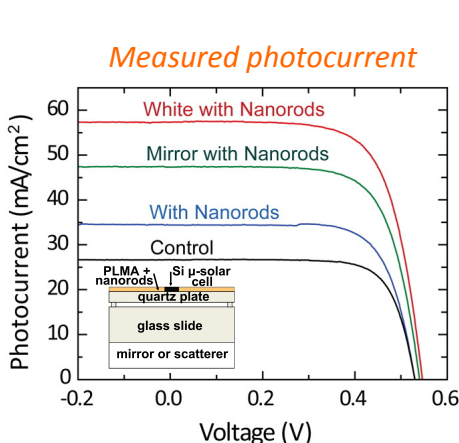 Measured photocurrent
60
White with Nanorods
50
Mirror with Nanorods
40
With Nanorods
30
Control
PLMA + nanorods
Si μ-solar cell
quartz plate
20
glass slide
10
mirror or scatterer
0
-0.2 0.0 0.2 0.4 0.6
Voltage (V)
Photocurrent (mA/cm²)